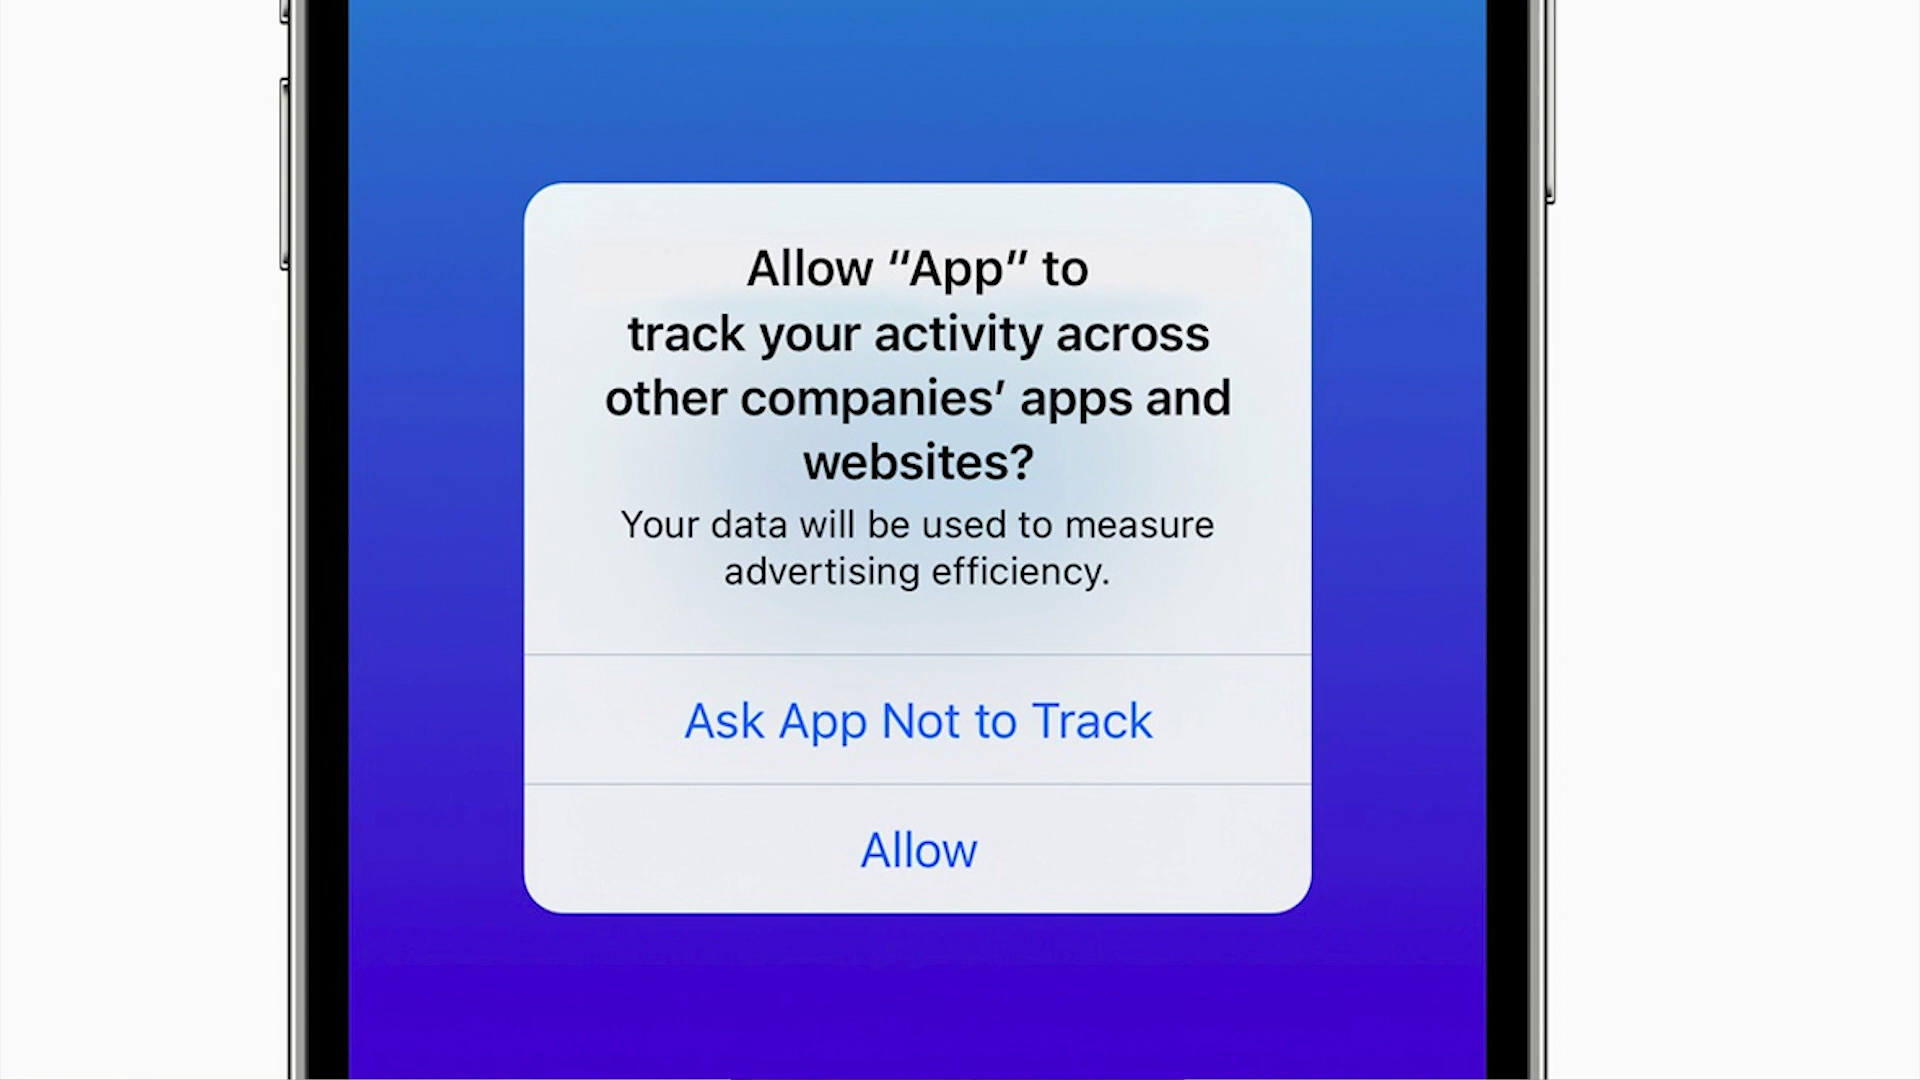 Allow “App” to
track your activity across
other companies’ apps and
websites?
Your data will be used to measure
advertising efficiency.
Ask App Not to Track
Allow